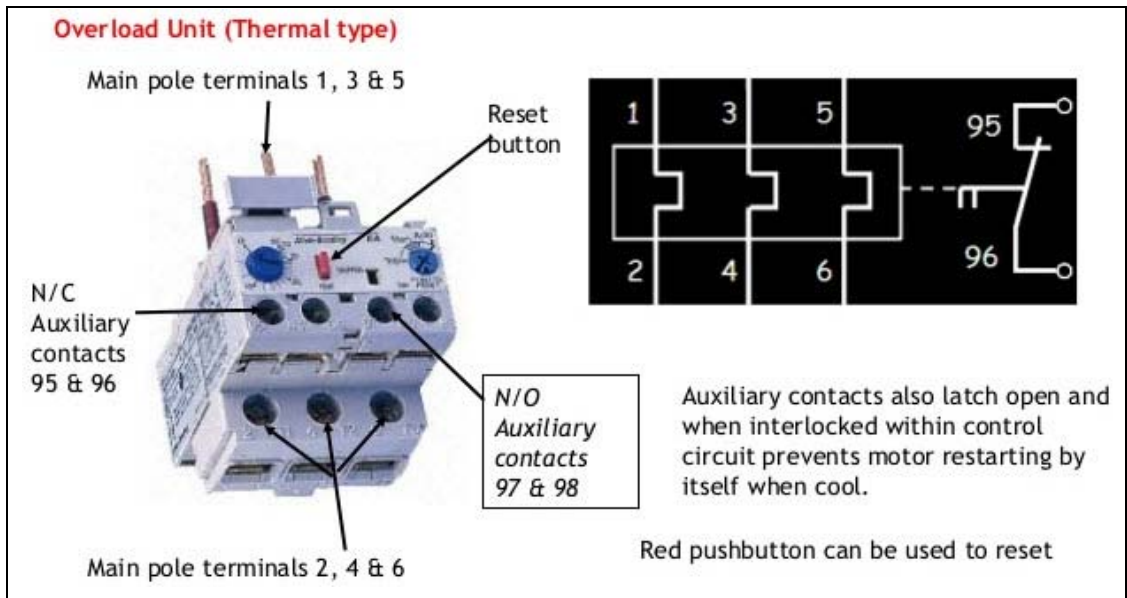 Overload Unit (Thermal type)
Main pole terminals 1, 3 & 5
Reset
button
N/C
Auxiliary
contacts
95 & 96
N/O
Auxiliary
contacts
97 & 98
Main pole terminals 2, 4 & 6
1 3 5
95
2 4 6
96
Auxiliary contacts also latch open and
when interlocked within control
circuit prevents motor restarting by
itself when cool.
Red pushbutton can be used to reset